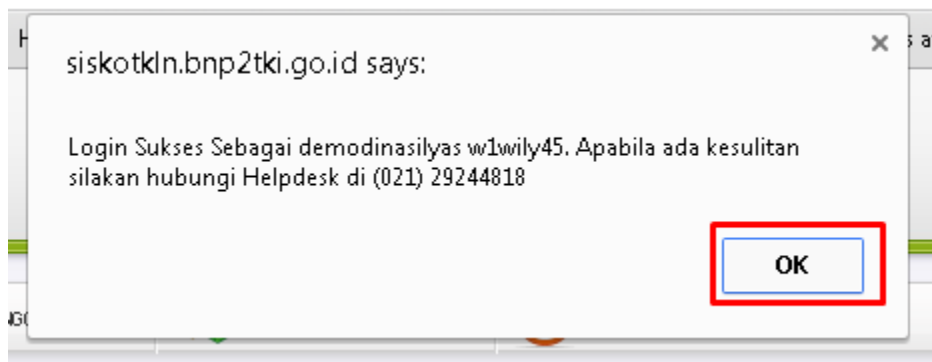 siskotkln.bnp2tki.go.id says:
Login Sukses Sebagai demodinasilyas w1wily45. Apabila ada kesulitan
silakan hubungi Helpdesk di (021) 29244818
OK